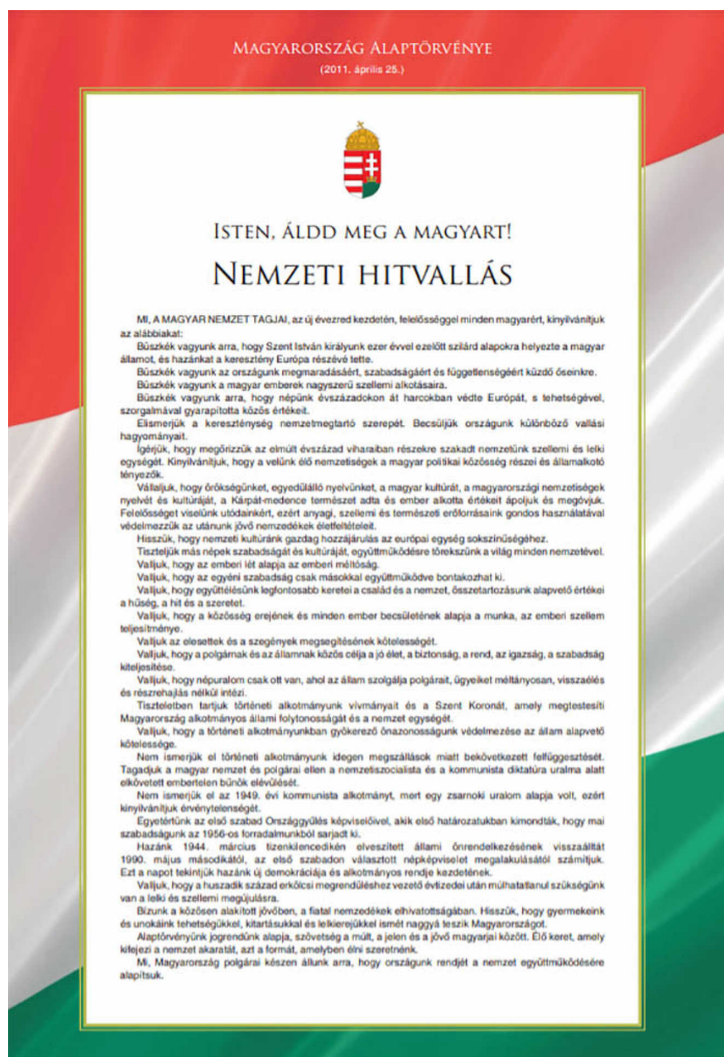 MAGYARORSZÁG ALAPTÖRVÉNYE
(2011. április 25.)
ISTEN, ÁLDD MEG A MAGYART!
NEMZETI HITVALLÁS
MI, A MAGYAR NEMZET TAGJAI, az új évezred kezdetén, felelősséggel minden magyarért, kinyilvánítjuk
az alábbiakat:
Büszkék vagyunk arra, hogy Szent István királyunk ezer évvel ezelőtt szilárd alapokra helyezte a magyar
államot, és hazánkat a keresztény Európa részévé tette.
Büszkék vagyunk az országunk megmaradásáért, szabadságáért és függetlenségéért küzdő őseinkre.
Büszkék vagyunk a magyar emberek nagyszerű szellemi alkotásaira.
Büszkék vagyunk arra, hogy népünk évszázadokon át harcokban védte Európát, s tehetségével,
szorgalmával gyarapította közös értékeit.
Elismerjük a kereszténység nemzetmegtartó szerepét. Becsüljük országunk különböző vallási
hagyományait.
Ígérjük, hogy megőrizzük az elmúlt évszázad viharaiban részekre szakadt nemzetünk szellemi és lelki
egységét. Kinyilvánítjuk, hogy a velünk élő nemzetiségek a magyar politikai közösség részei és államalkotó
tényezők.
Vállaljuk, hogy örökségünket, egyedülálló nyelvünket, a magyar kultúrát, a magyarországi nemzetiségek
nyelvét és kultúráját, a Kárpát-medence természet adta és ember alkotta értékeit ápoljuk és megóvjuk.
Felelősséget viselünk utódainkért, ezért anyagi, szellemi és természeti erőforrásaink gondos használatával
védelmezzük az utánunk jövő nemzedékek életfeltételeit.
Hisszük, hogy nemzeti kultúránk gazdag hozzájárulás az európai egység sokszínűségéhez.
Tiszteljük más népek szabadságát és kultúráját, együttműködésre törekszünk a világ minden nemzetével.
Valljuk, hogy az emberi lét alapja az emberi méltóság.
Valljuk, hogy az egyéni szabadság csak másokkal együttműködve bontakozhat ki.
Valljuk, hogy együttélésünk legfontosabb keretei a család és a nemzet, összetartozásunk alapvető értékei
a hűség, a hit és a szeretet.
Valljuk, hogy a közösség erejének és minden ember becsületének alapja a munka, az emberi szellem
teljesítménye.
Valljuk az elesettek és a szegények megsegítésének kötelességét.
Valljuk, hogy a polgárnak és az államnak közös célja a jó élet, a biztonság, a rend, az igazság, a szabadság
kiteljesítése.
Valljuk, hogy népuralom csak ott van, ahol az állam szolgálja polgárait, ügyeiket méltányosan, visszaélés
és részrehajlás nélkül intézi.
Tiszteletben tartjuk történeti alkotmányunk vívmányait és a Szent Koronát, amely megtestesíti
Magyarország alkotmányos állami folytonosságát és a nemzet egységét.
Valljuk, hogy a történeti alkotmányunkban gyökerező önazonosságunk védelmezése az állam alapvető
kötelessége.
Nem ismerjük el történeti alkotmányunk idegen megszállások miatt bekövetkezett felfüggesztését.
Tagadjuk a magyar nemzet és polgárai ellen a nemzetiszocialista és a kommunista diktatúra uralma alatt
elkövetett embertelen bűnök elévülését.
Nem ismerjük el az 1949. évi kommunista alkotmányt, mert egy zsarnoki uralom alapja volt, ezért
kinyilvánítjuk érvénytelenségét.
Egyetértünk az első szabad Országgyűlés képviselőivel, akik első határozatukban kimondták, hogy mai
szabadságunk az 1956-os forradalmunkból sarjadt ki.
Hazánk 1944. március tizenkilencedikén elveszített állami önrendelkezésének visszaálltát
1990. május másodikától, az első szabadon választott népképviselet megalakulásától számítjuk.
Ezt a napot tekintjük hazánk új demokráciája és alkotmányos rendje kezdetének.
Valljuk, hogy a huszadik század erkölcsi megrendüléshez vezető évtizedei után múlhatatlanul szükségünk
van a lelki és szellemi megújulásra.
Bízunk a közösen alakított jövőben, a fiatal nemzedékek elhivatottságában. Hisszük, hogy gyermekeink
és unokáink tehetségükkel, kitartásukkal és lelkierejükkel ismét naggyá teszik Magyarországot.
Alaptörvényünk jogrendünk alapja, szövetség a múlt, a jelen és a jövő magyarjai között. Élő keret, amely
kifejezi a nemzet akaratát, azt a formát, amelyben élni szeretnénk.
Mi, Magyarország polgárai készen állunk arra, hogy országunk rendjét a nemzet együttműködésére
alapítsuk.